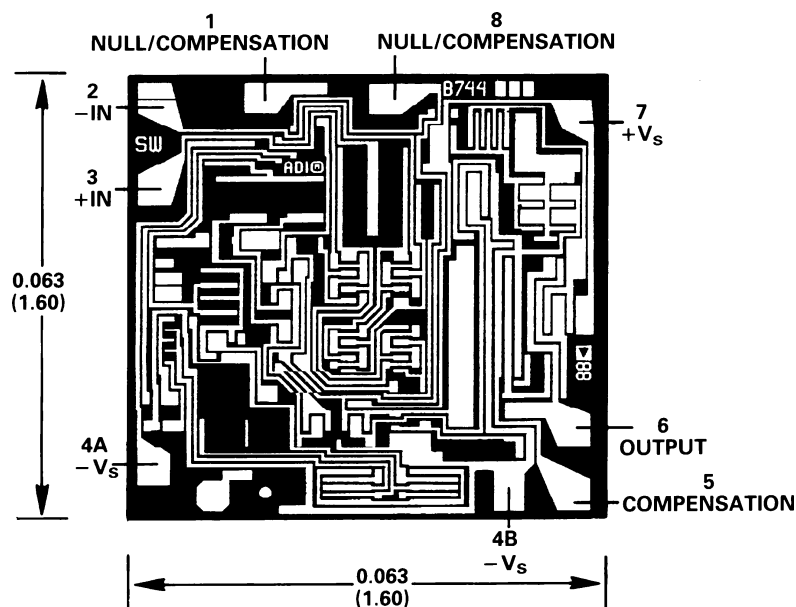 1
NULL/COMPENSATION
8
NULL/COMPENSATION
B744
2
−IN
7
+VS
SW
ADI®
3
+IN
0.063
(1.60)
88
6
OUTPUT
4A
−VS
5
COMPENSATION
4B
−VS
0.063
(1.60)